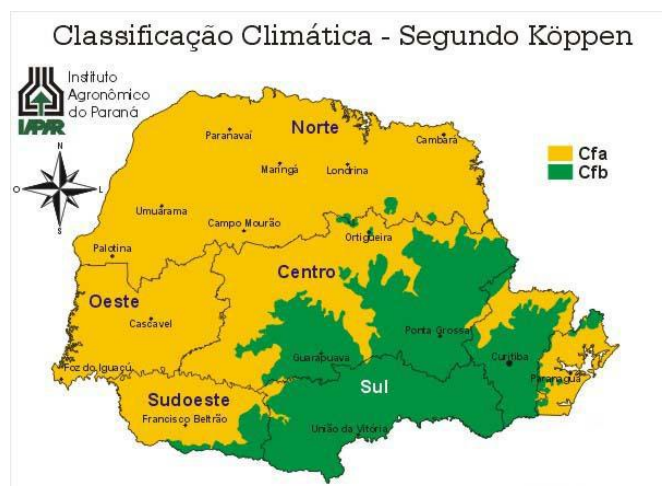 Classificação Climática - Segundo Köppen
Instituto
Agronômico
do Paraná
IAPAR
N
O
L
S
Cfa
Cfb
Norte
Paranavaí
Cambará
Maringá
Londrina
Umuarama
Campo Mourão
Ortigueira
Palotina
Centro
Oeste
Cascavel
Ponta Grossa
Guarapuava
Curitiba
Foz do Iguaçú
Paranaguá
Sudoeste
Sul
Francisco Beltrão
União da Vitória